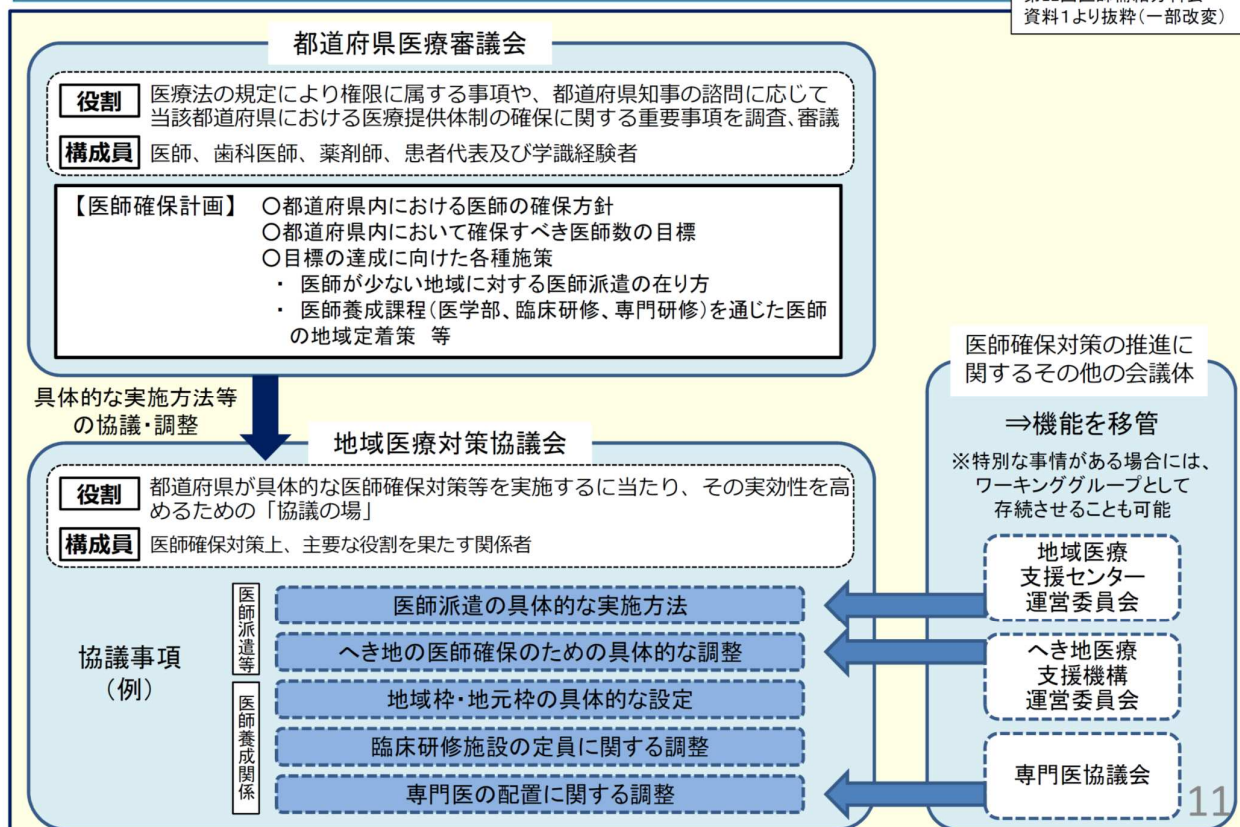 資料1より抜粋(一部改変)
都道府県医療審議会
役割
医療法の規定により権限に属する事項や、都道府県知事の諮問に応じて
当該都道府県における医療提供体制の確保に関する重要事項を調査、審議
構成員
医師、歯科医師、薬剤師、患者代表及び学識経験者
【医師確保計画】 〇都道府県内における医師の確保方針
〇都道府県内において確保すべき医師数の目標
〇目標の達成に向けた各種施策
・ 医師が少ない地域に対する医師派遣の在り方
・ 医師養成課程(医学部、臨床研修、専門研修)を通じた医師
の地域定着策 等
具体的な実施方法等
の協議・調整
地域医療対策協議会
役割
都道府県が具体的な医師確保対策等を実施するに当たり、その実効性を高
めるための「協議の場」
構成員
医師確保対策上、主要な役割を果たす関係者
協議事項
(例)
医師派遣等
医師派遣の具体的な実施方法
へき地の医師確保のための具体的な調整
医師養成関係
地域枠・地元枠の具体的な設定
臨床研修施設の定員に関する調整
専門医の配置に関する調整
医師確保対策の推進に
関するその他の会議体
⇒機能を移管
※特別な事情がある場合には、
ワーキンググループとして
存続させることも可能
地域医療
支援センター
運営委員会
へき地医療
支援機構
運営委員会
専門医協議会
11